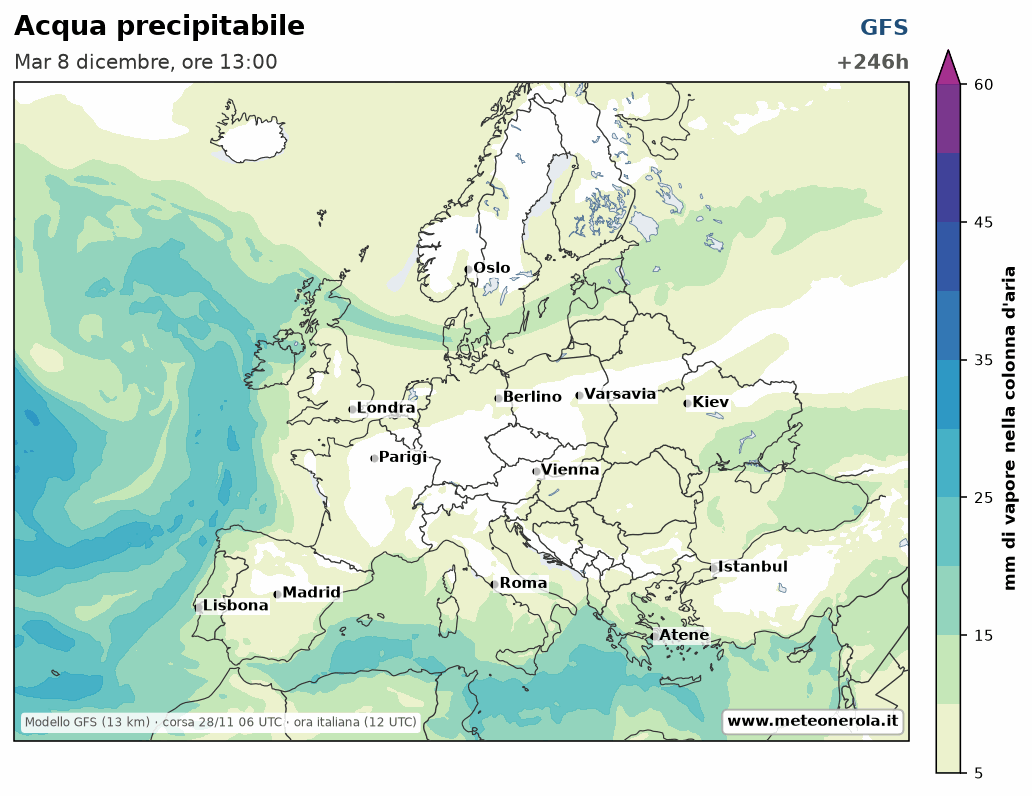 Acqua precipitabile
GFS
Mar 8 dicembre, ore 13:00
+246h
60
45
35
25
15
5
mm di vapore nella colonna d'aria
Oslo
Berlino
Varsavia
Kiev
Londra
Parigi
Vienna
Istanbul
Roma
Madrid
Lisbona
Atene
Modello GFS (13 km) · corsa 28/11 06 UTC · ora italiana (12 UTC)
www.meteonerola.it